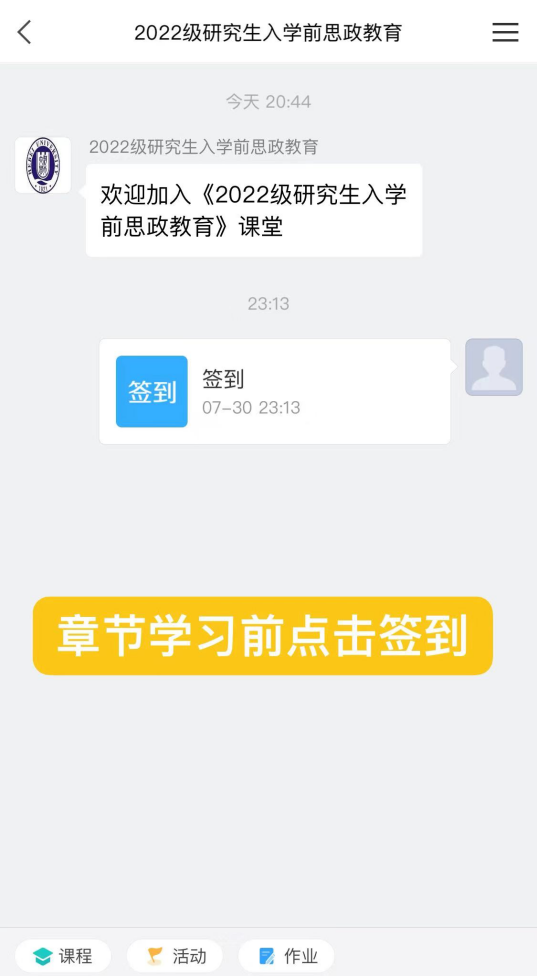 2022级研究生入学前思政教育
今天 20:44
2022级研究生入学前思政教育
欢迎加入《2022级研究生入学
前思政教育》课堂
23:13
签到
签到
07-30 23:13
章节学习前点击签到
课程
活动
作业